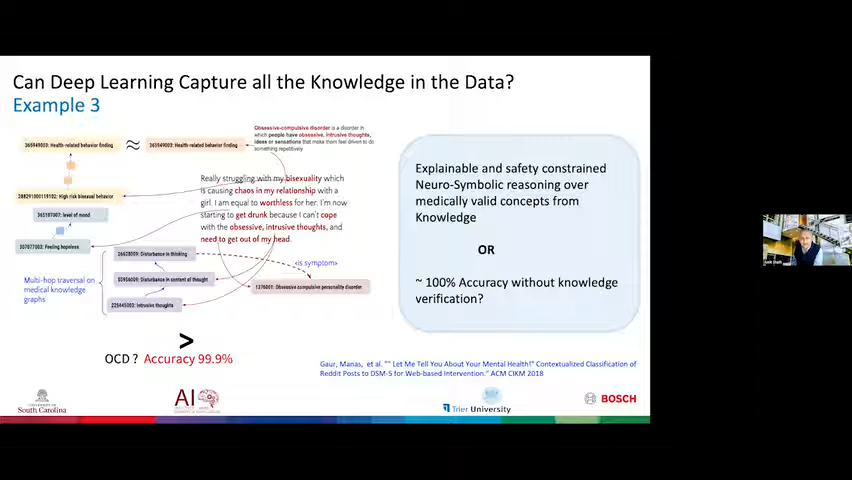 Can Deep Learning Capture all the Knowledge in the Data?
Example 3
365949003: Health-related behavior finding
≈
365949003: Health-related behavior finding
Obsessive-compulsive disorder is a disorder in
which people have obsessive, intrusive thoughts,
ideas or sensations that make them feel driven to do
something repetitively
Really struggling with my bisexuality which
is causing chaos in my relationship with a
girl. I am equal to worthless for her. I'm now
starting to get drunk because I can't cope
with the obsessive, intrusive thoughts, and
need to get out of my head.
288291000119102: High risk bisexual behavior
365107007: level of mood
307077003: Feeling hopeless
26628009: Disturbance in thinking
55956009: Disturbance in content of thought
225445003: Intrusive thoughts
«is symptom»
1376001: Obsessive compulsive personality disorder
Multi-hop traversal on
medical knowledge
graphs
>
OCD ? Accuracy 99.9%
Explainable and safety constrained
Neuro-Symbolic reasoning over
medically valid concepts from
Knowledge
OR
~ 100% Accuracy without knowledge
verification?
Gaur, Manas, et al. "" Let Me Tell You About Your Mental Health!" Contextualized Classification of
Reddit Posts to DSM-5 for Web-based Intervention." ACM CIKM 2018
South Carolina
AI
Trier University
BOSCH